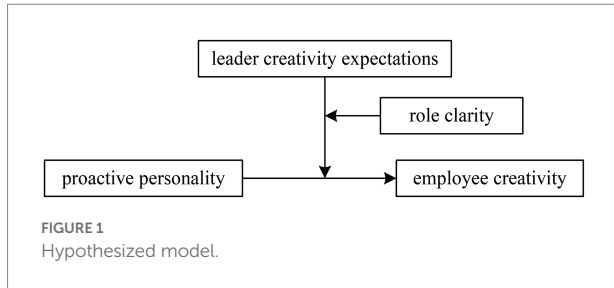 leader creativity expectations
role clarity
proactive personality
employee creativity
FIGURE 1
Hypothesized model.